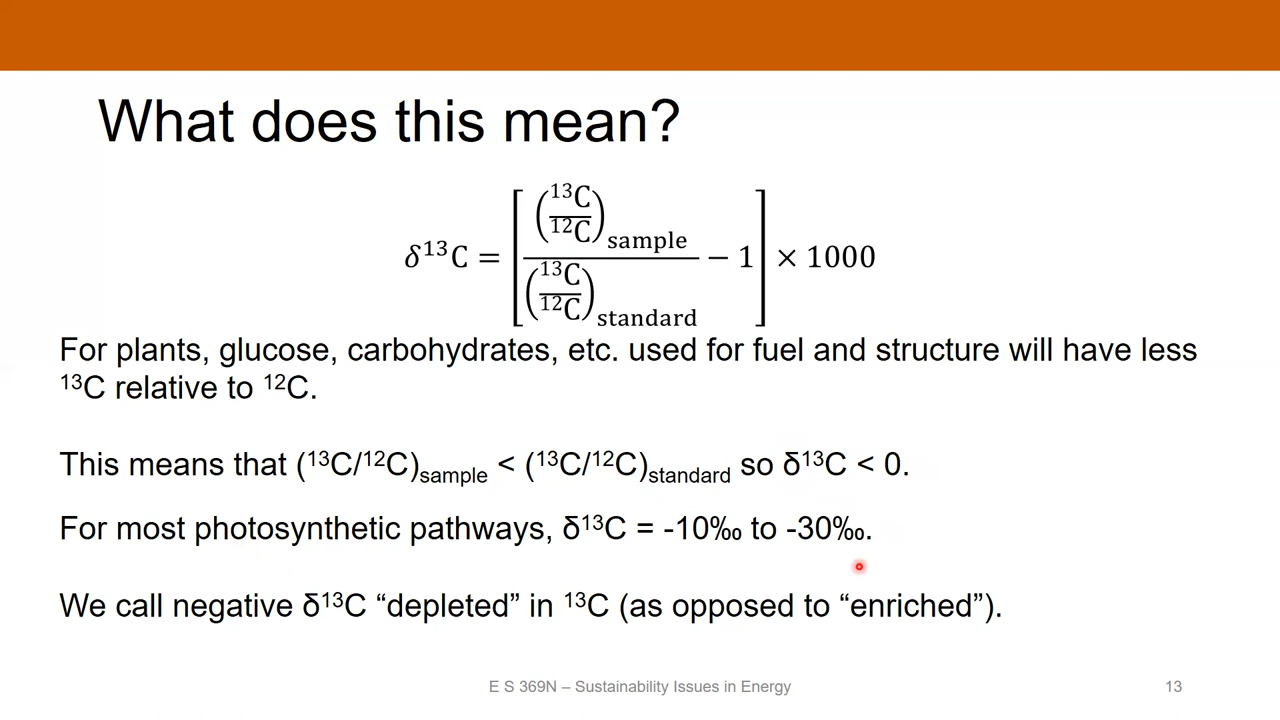 What does this mean?
δ¹³C = [ (¹³C/¹²C)sample / (¹³C/¹²C)standard − 1 ] × 1000
For plants, glucose, carbohydrates, etc. used for fuel and structure will have less
¹³C relative to ¹²C.
This means that (¹³C/¹²C)sample < (¹³C/¹²C)standard so δ¹³C < 0.
For most photosynthetic pathways, δ¹³C = -10‰ to -30‰.
We call negative δ¹³C “depleted” in ¹³C (as opposed to “enriched”).
E S 369N – Sustainability Issues in Energy
13